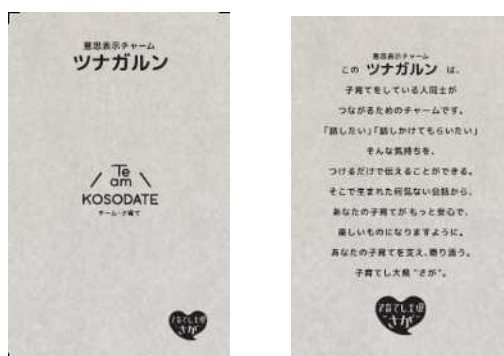 意思表示チャーム
ツナガルン
Team
KOSODATE
チーム・子育て
子育てし大県
"さが"
意思表示チャーム
この ツナガルン は、
子育てをしている人同士が
つながるためのチャームです。
「話したい」「話しかけてもらいたい」
そんな気持ちを、
つけるだけで伝えることができる。
そこで生まれた何気ない会話から、
あなたの子育てがもっと安心で、
楽しいものになりますように。
あなたの子育てを支え、寄り添う。
子育てし大県 "さが"。
子育てし大県
"さが"